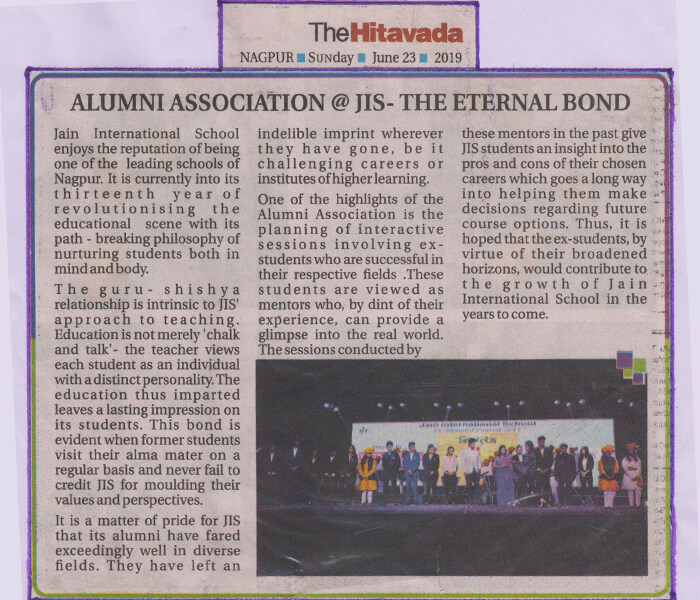 TheHitavada
NAGPUR ■ SUNday ■ June 23 ■ 2019
ALUMNI ASSOCIATION @ JIS- THE ETERNAL BOND
Jain International School
enjoys the reputation of being
one of the leading schools of
Nagpur. It is currently into its
thirteenth year of
revolutionising the
educational scene with its
path - breaking philosophy of
nurturing students both in
mind and body.
The guru- shishya
relationship is intrinsic to JIS'
approach to teaching.
Education is not merely 'chalk
and talk'- the teacher views
each student as an individual
with a distinct personality. The
education thus imparted
leaves a lasting impression on
its students. This bond is
evident when former students
visit their alma mater on a
regular basis and never fail to
credit JIS for moulding their
values and perspectives.
It is a matter of pride for JIS
that its alumni have fared
exceedingly well in diverse
fields. They have left an
indelible imprint wherever
they have gone, be it
challenging careers or
institutes of higher learning.
One of the highlights of the
Alumni Association is the
planning of interactive
sessions involving ex-
students who are successful in
their respective fields .These
students are viewed as
mentors who, by dint of their
experience, can provide a
glimpse into the real world.
The sessions conducted by
these mentors in the past give
JIS students an insight into the
pros and cons of their chosen
careers which goes a long way
into helping them make
decisions regarding future
course options. Thus, it is
hoped that the ex-students, by
virtue of their broadened
horizons, would contribute to
the growth of Jain
International School in the
years to come.
Jain International School